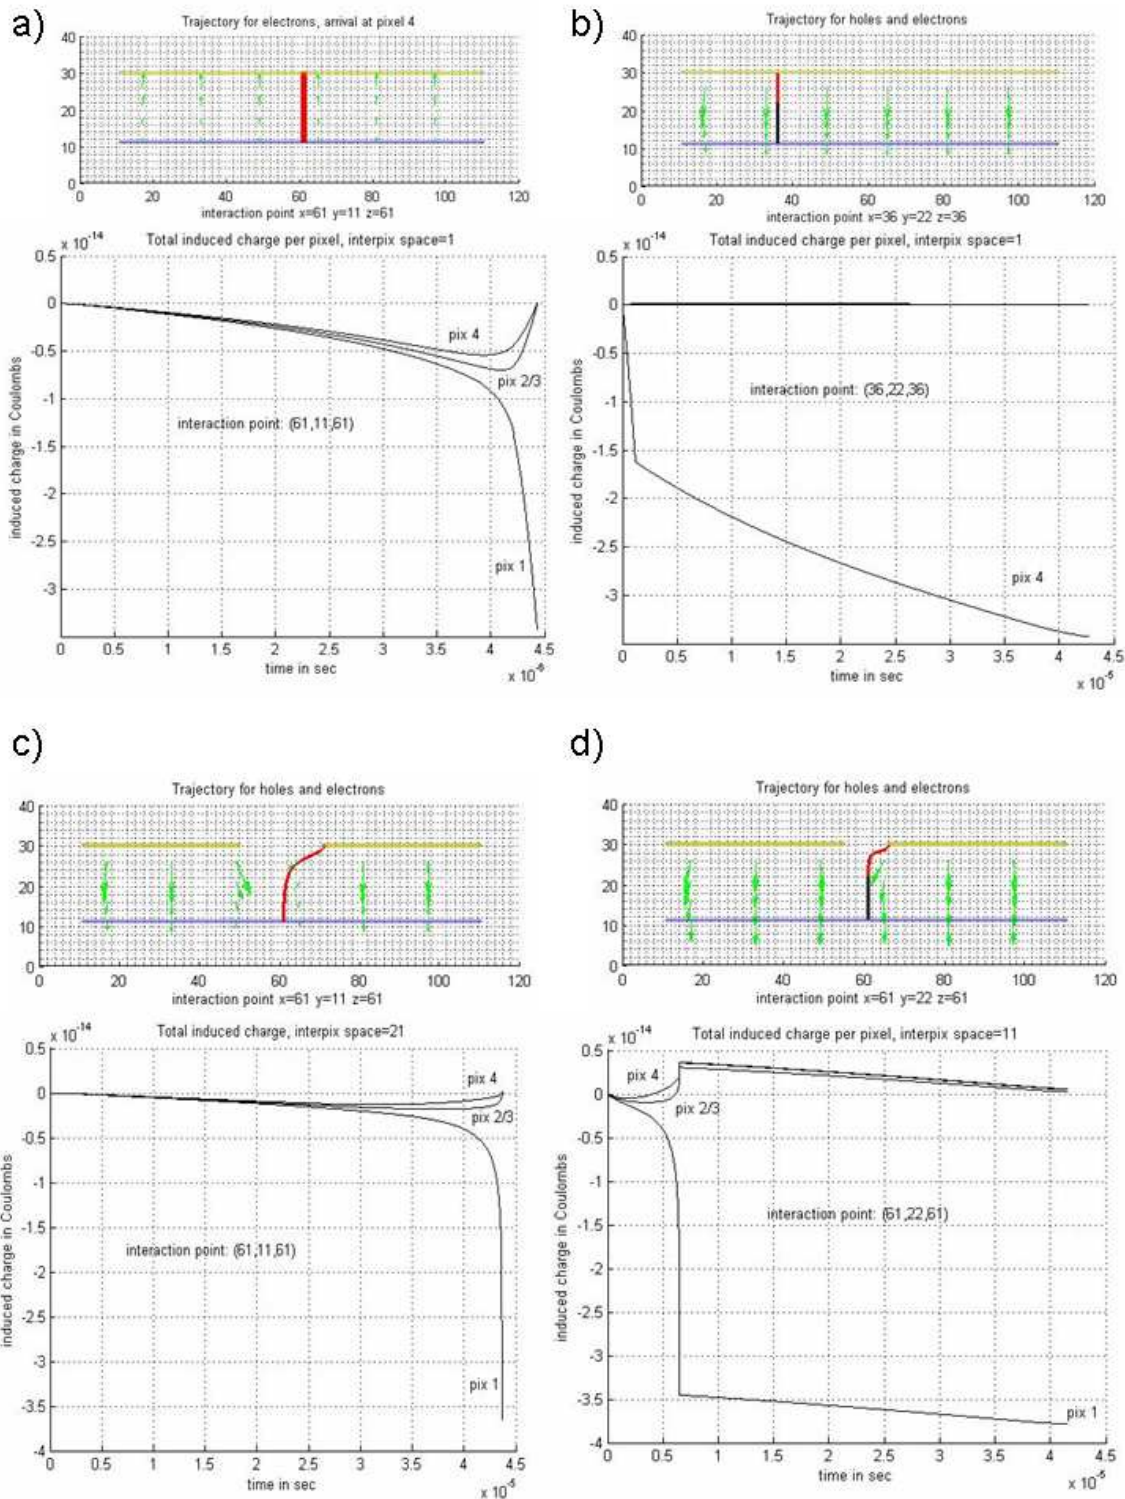 a)
Trajectory for electrons, arrival at pixel 4
40
30
20
10
0
0 20 40 60 80 100 120
interaction point x=61 y=11 z=61
x 10⁻¹⁴
Total induced charge per pixel, interpix space=1
0.5
0
-0.5
-1
-1.5
-2
-2.5
-3
induced charge in Coulombs
pix 4
pix 2/3
interaction point: (61,11,61)
pix 1
0 0.5 1 1.5 2 2.5 3 3.5 4 4.5
time in sec
x 10⁻⁶
b)
Trajectory for holes and electrons
40
30
20
10
0
0 20 40 60 80 100 120
interaction point x=36 y=22 z=36
x 10⁻¹⁴
Total induced charge per pixel, interpix space=1
0.5
0
-0.5
-1
-1.5
-2
-2.5
-3
induced charge in Coulombs
interaction point: (36,22,36)
pix 4
0 0.5 1 1.5 2 2.5 3 3.5 4 4.5
time in sec
x 10⁻⁵
c)
Trajectory for holes and electrons
40
30
20
10
0
0 20 40 60 80 100 120
interaction point x=61 y=11 z=61
x 10⁻¹⁴
Total induced charge, interpix space=21
0.5
0
-0.5
-1
-1.5
-2
-2.5
-3
-3.5
-4
induced charge in Coulombs
pix 4
pix 2/3
interaction point: (61,11,61)
pix 1
0 0.5 1 1.5 2 2.5 3 3.5 4 4.5
time in sec
x 10⁻⁵
d)
Trajectory for holes and electrons
40
30
20
10
0
0 20 40 60 80 100 120
interaction point x=61 y=22 z=61
x 10⁻¹⁴
Total induced charge per pixel, interpix space=11
0.5
0
-0.5
-1
-1.5
-2
-2.5
-3
-3.5
-4
induced charge in Coulombs
pix 4
pix 2/3
interaction point: (61,22,61)
pix 1
0 0.5 1 1.5 2 2.5 3 3.5 4 4.5
time in sec
x 10⁻⁵